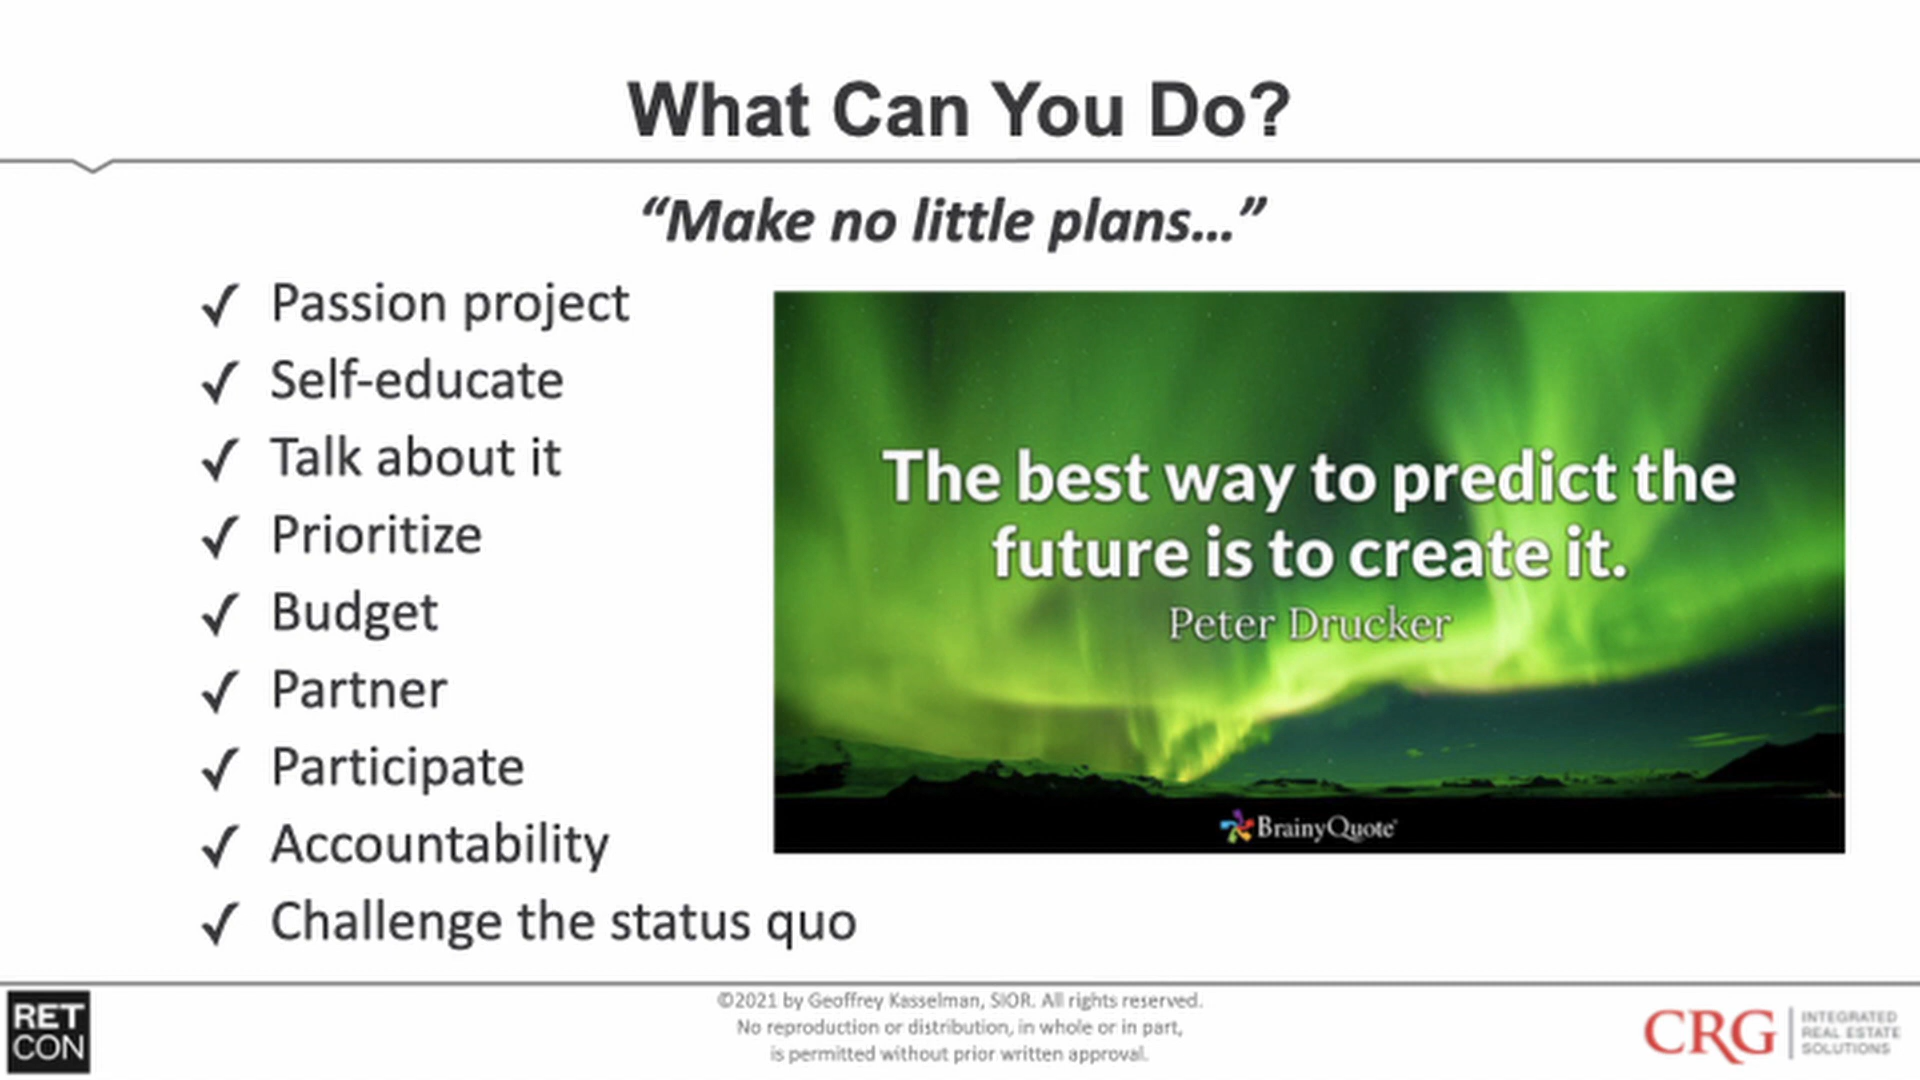 What Can You Do?
“Make no little plans...”
✓ Passion project
✓ Self-educate
✓ Talk about it
✓ Prioritize
✓ Budget
✓ Partner
✓ Participate
✓ Accountability
✓ Challenge the status quo
The best way to predict the
future is to create it.
Peter Drucker
BrainyQuote
RET
CON
©2021 by Geoffrey Kasselman, SIOR. All rights reserved.
No reproduction or distribution, in whole or in part,
is permitted without prior written approval.
CRG
INTEGRATED
REAL ESTATE
SOLUTIONS